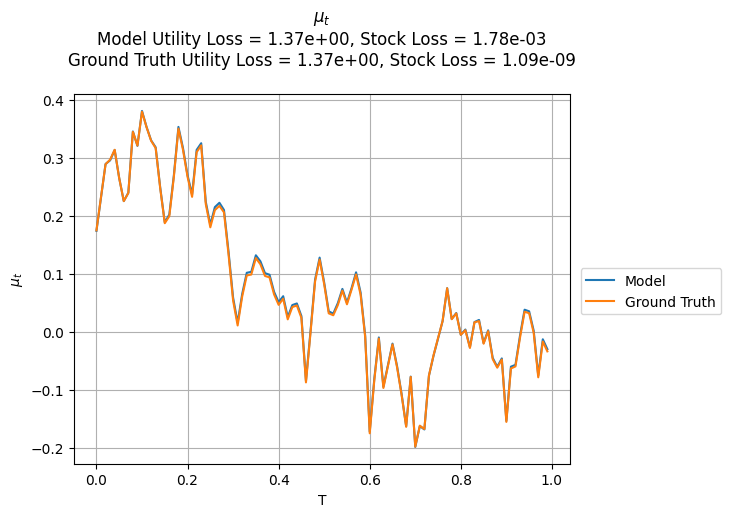 μt
Model Utility Loss = 1.37e+00, Stock Loss = 1.78e-03
Ground Truth Utility Loss = 1.37e+00, Stock Loss = 1.09e-09
0.4
0.3
0.2
0.1
0.0
−0.1
−0.2
μt
0.0 0.2 0.4 0.6 0.8 1.0
T
Model
Ground Truth